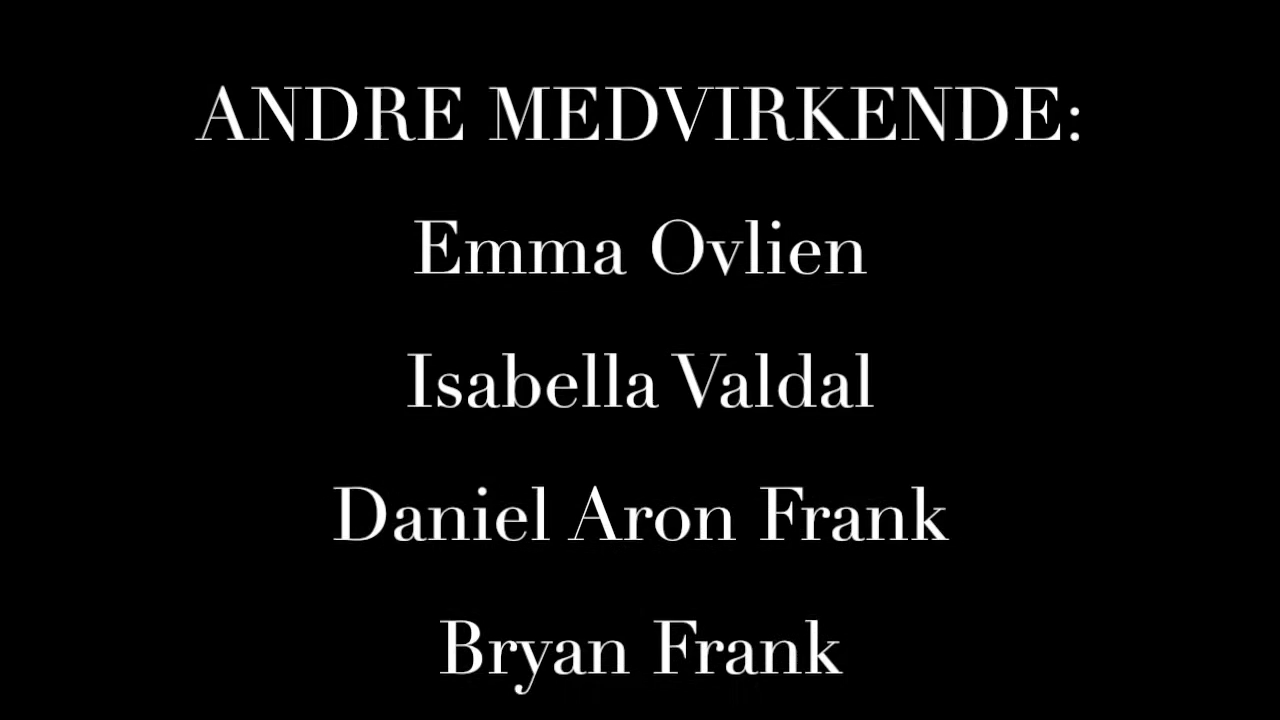 ANDRE MEDVIRKENDE:
Emma Ovlien
Isabella Valdal
Daniel Aron Frank
Bryan Frank